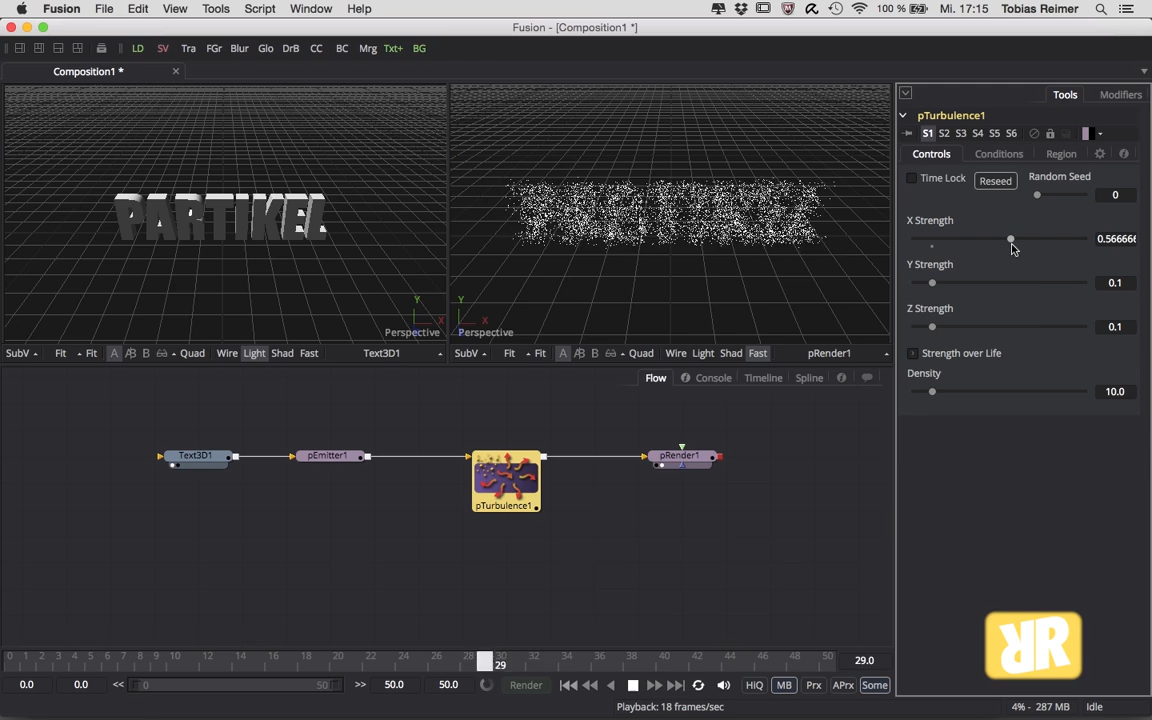 Fusion File Edit View Tools Script Window Help 100 % Mi. 17:15 Tobias Reimer
Fusion - [Composition1 *]
LD SV Tra FGr Blur Glo DrB CC BC Mrg Txt+ BG
Composition1 *
Tools Modifiers
pTurbulence1
S1 S2 S3 S4 S5 S6
Controls Conditions Region
Time Lock Reseed Random Seed
0
X Strength
0.566666
Y Strength
0.1
Z Strength
0.1
Strength over Life
Density
10.0
PARTIKEL
PARTIKEL
Y X Perspective
Y X Perspective
SubV Fit Fit A A/B B Quad Wire Light Shad Fast Text3D1
SubV Fit Fit A A/B B Quad Wire Light Shad Fast pRender1
Flow Console Timeline Spline
Text3D1 pEmitter1 pTurbulence1 pRender1
RR
0 1 2 3 4 5 6 7 8 9 10 12 14 16 18 20 22 24 26 28 30 32 34 36 38 40 42 44 46 48 50
29
29.0
0.0 0.0 << 0 50 >> 50.0 50.0 Render HiQ MB Prx APrx Some
Playback: 18 frames/sec 4% - 287 MB Idle